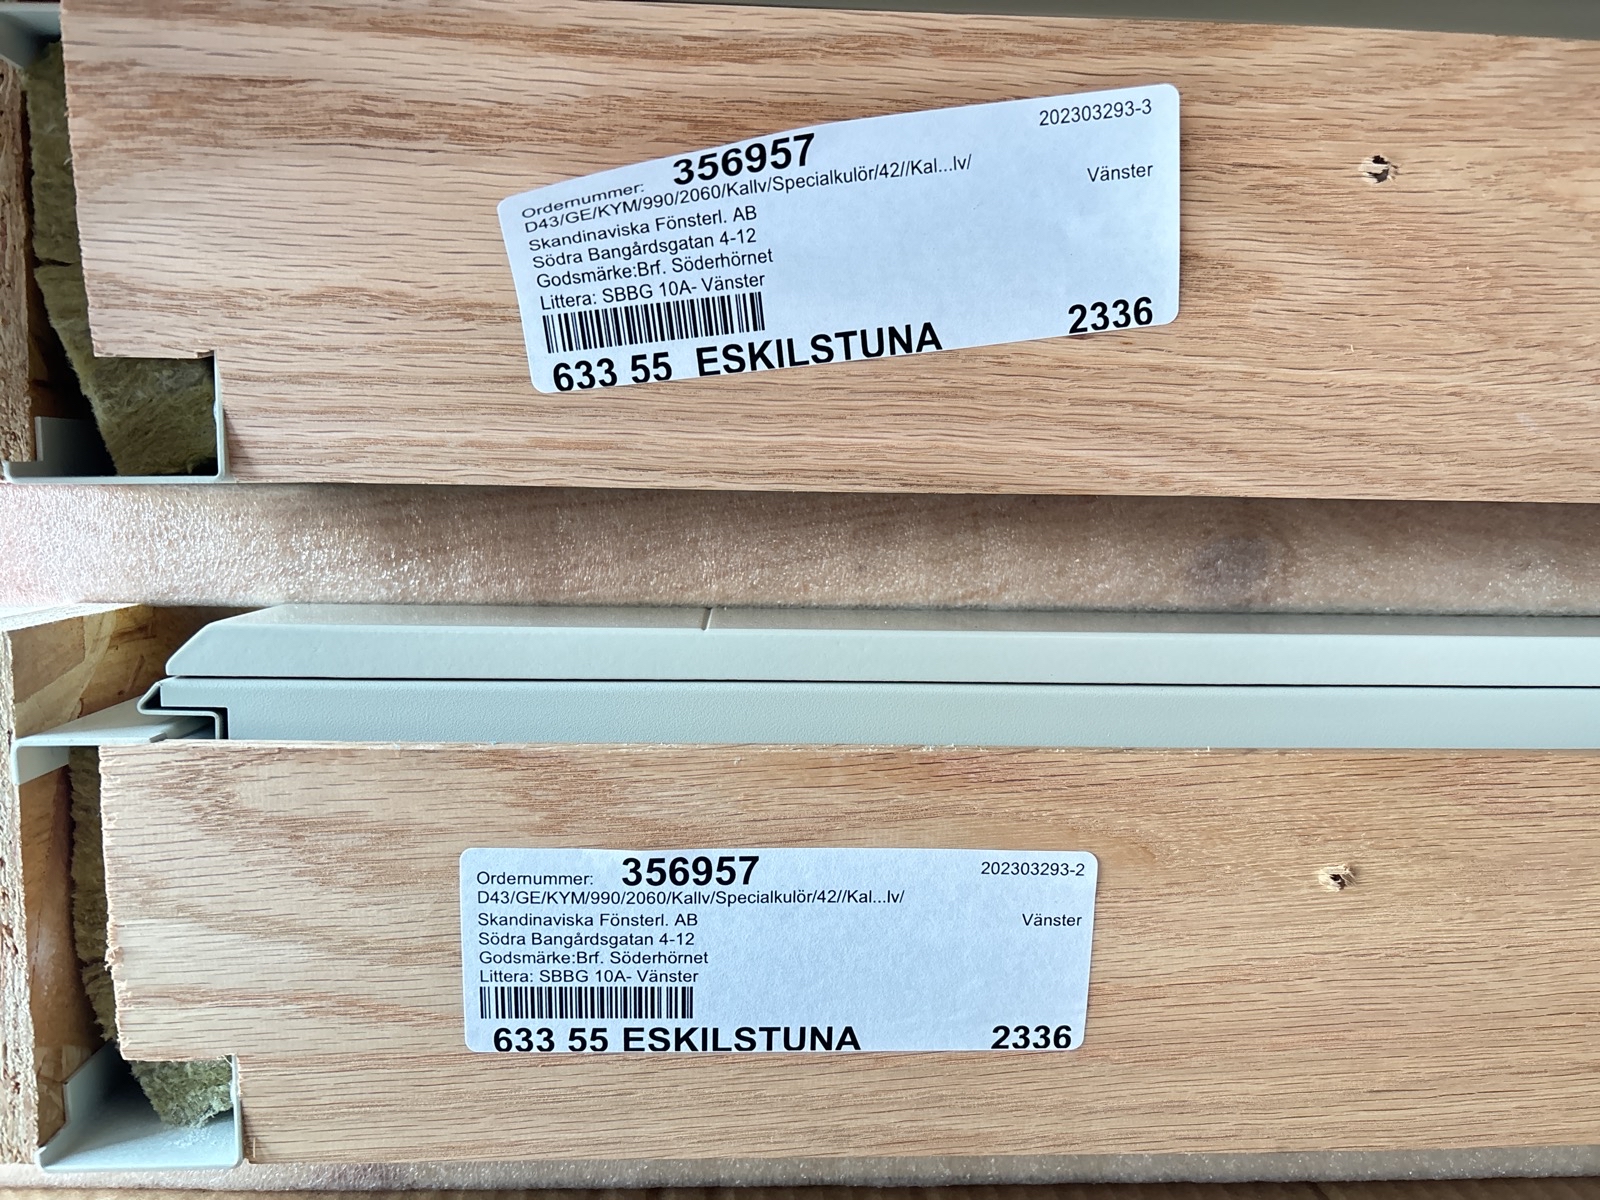 202303293-3
Ordernummer: 356957
D43/GE/KYM/990/2060/Kallv/Specialkulör/42//Kal...lv/
Skandinaviska Fönsterl. AB
Vänster
Södra Bangårdsgatan 4-12
Godsmärke:Brf. Söderhörnet
Littera: SBBG 10A- Vänster
633 55 ESKILSTUNA 2336
Ordernummer: 356957 202303293-2
D43/GE/KYM/990/2060/Kallv/Specialkulör/42//Kal...lv/
Skandinaviska Fönsterl. AB Vänster
Södra Bangårdsgatan 4-12
Godsmärke:Brf. Söderhörnet
Littera: SBBG 10A- Vänster
633 55 ESKILSTUNA 2336